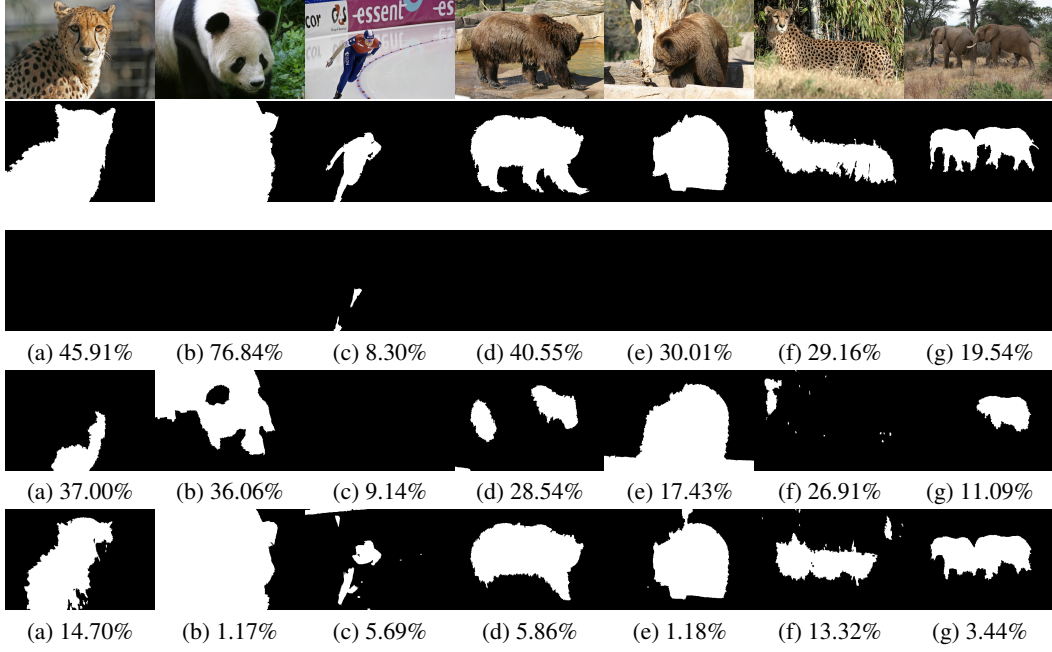 cor essent -es
cor
(a) 45.91% (b) 76.84% (c) 8.30% (d) 40.55% (e) 30.01% (f) 29.16% (g) 19.54%
(a) 37.00% (b) 36.06% (c) 9.14% (d) 28.54% (e) 17.43% (f) 26.91% (g) 11.09%
(a) 14.70% (b) 1.17% (c) 5.69% (d) 5.86% (e) 1.18% (f) 13.32% (g) 3.44%